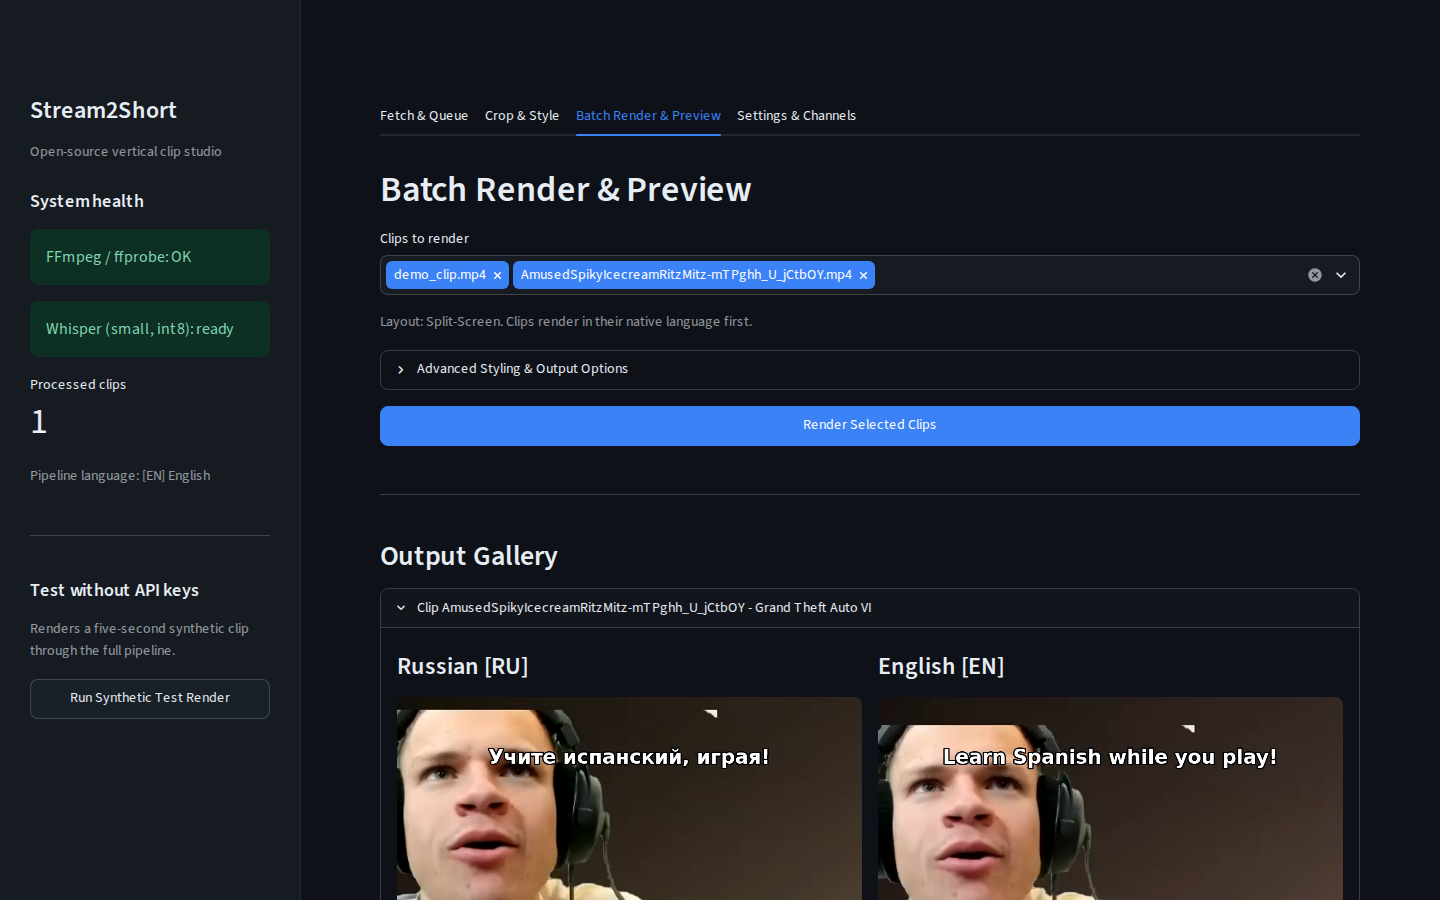 Stream2Short
Open-source vertical clip studio
System health
FFmpeg / ffprobe: OK
Whisper (small, int8): ready
Processed clips
1
Pipeline language: [EN] English
Test without API keys
Renders a five-second synthetic clip
through the full pipeline.
Run Synthetic Test Render
Fetch & Queue Crop & Style Batch Render & Preview Settings & Channels
Batch Render & Preview
Clips to render
demo_clip.mp4 AmusedSpikyIcecreamRitzMitz-mTPghh_U_jCtbOY.mp4
Layout: Split-Screen. Clips render in their native language first.
Advanced Styling & Output Options
Render Selected Clips
Output Gallery
Clip AmusedSpikyIcecreamRitzMitz-mTPghh_U_jCtbOY - Grand Theft Auto VI
Russian [RU]
Учите испанский, играя!
English [EN]
Learn Spanish while you play!